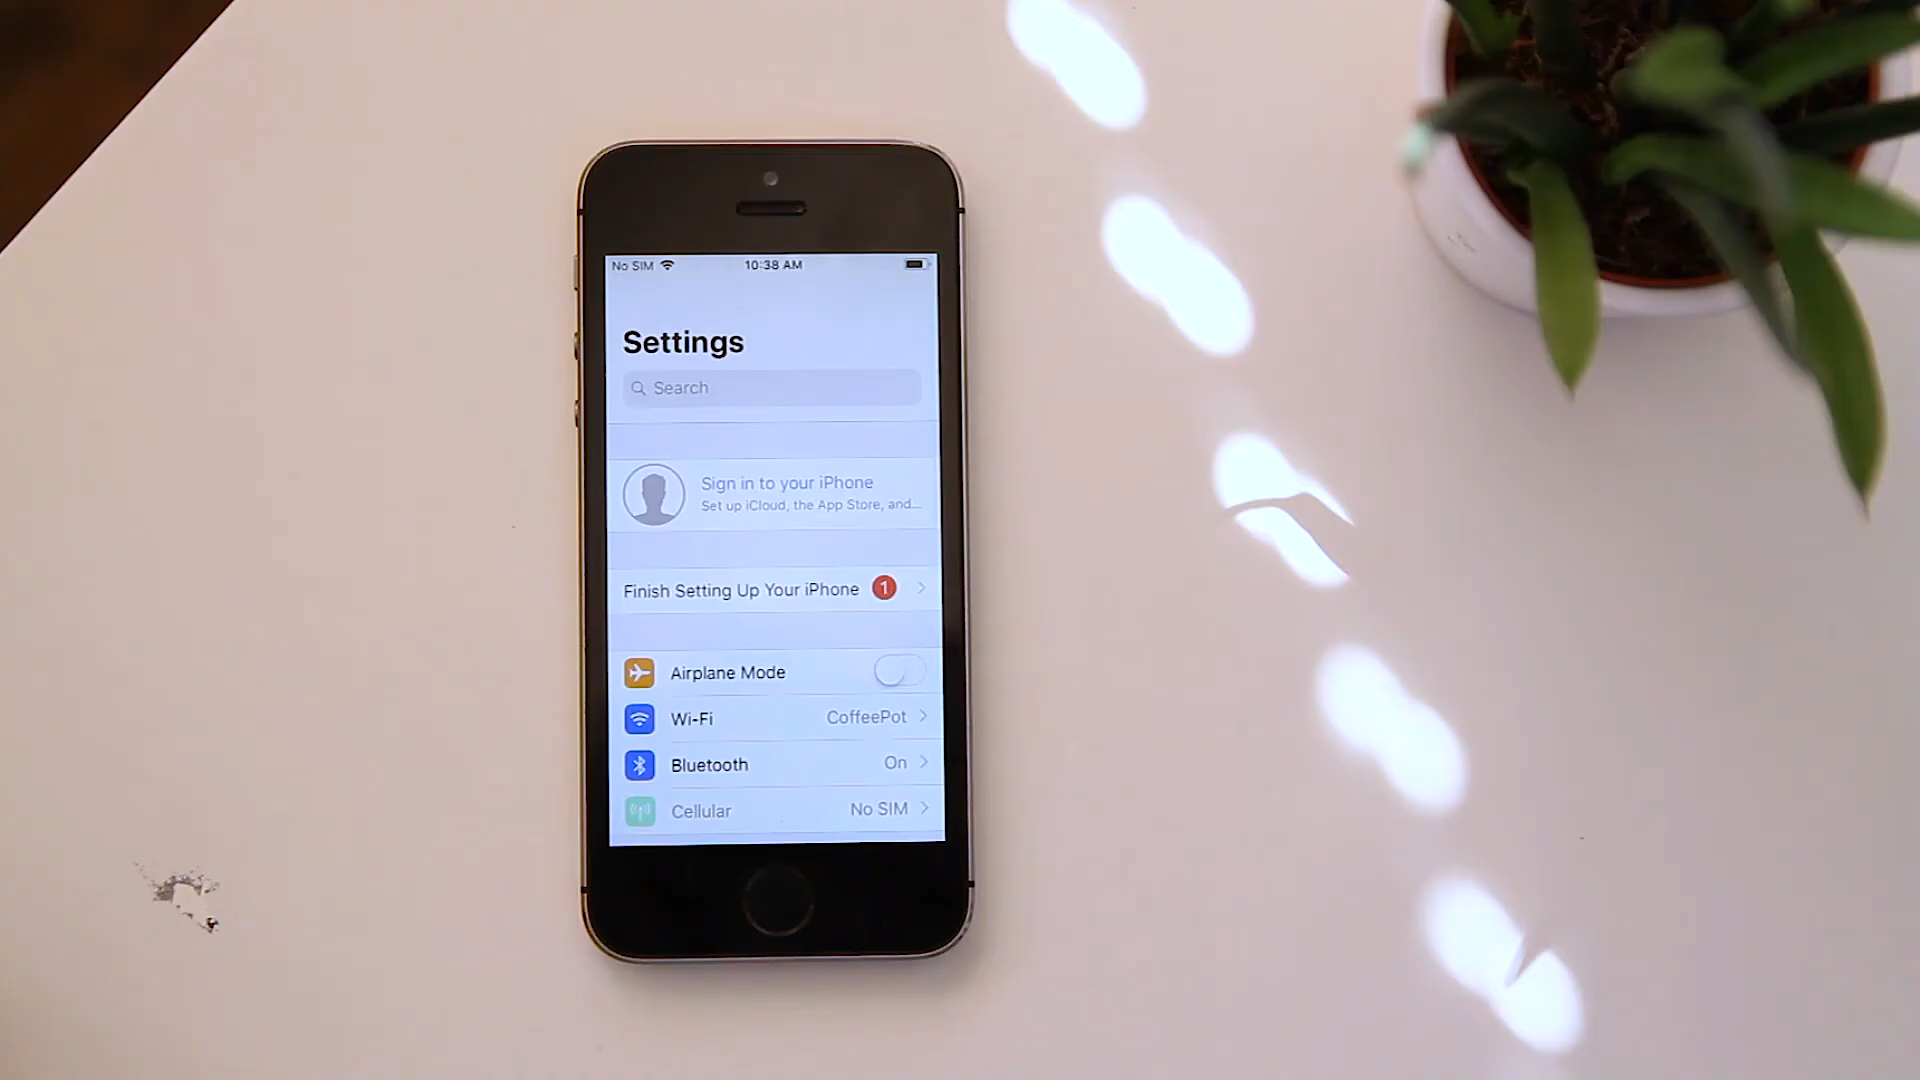 No SIM 10:38 AM
Settings
Search
Sign in to your iPhone
Set up iCloud, the App Store, and...
Finish Setting Up Your iPhone 1
Airplane Mode
Wi-Fi CoffeePot
Bluetooth On
Cellular No SIM